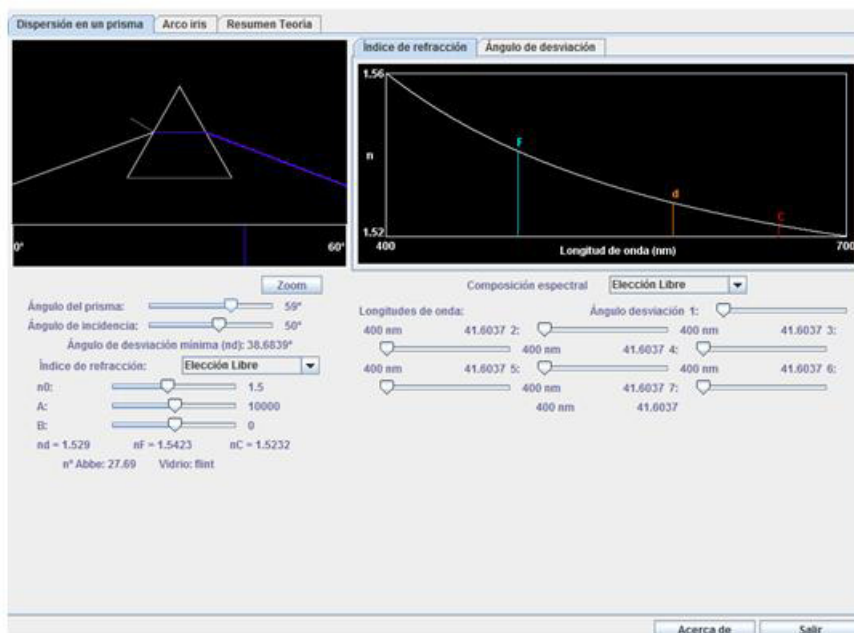 Dispersión en un prisma Arco iris Resumen Teoria
Índice de refracción Ángulo de desviación
1.56
n
F
d
C
1.52
400 Longitud de onda (nm) 700
0° 60°
Zoom
Ángulo del prisma: 59°
Ángulo de incidencia: 50°
Ángulo de desviación mínima (nd): 38.6839°
Índice de refracción: Elección Libre
n0: 1.5
A: 10000
B: 0
nd = 1.529 nF = 1.5423 nC = 1.5232
nº Abbe: 27.69 Vidrio: flint
Composición espectral Elección Libre
Longitudes de onda: Ángulo desviación 1:
400 nm 41.6037 2: 400 nm 41.6037 3:
400 nm 41.6037 4:
400 nm 41.6037 5: 400 nm 41.6037 6:
400 nm 41.6037 7:
400 nm 41.6037
Acerca de Salir